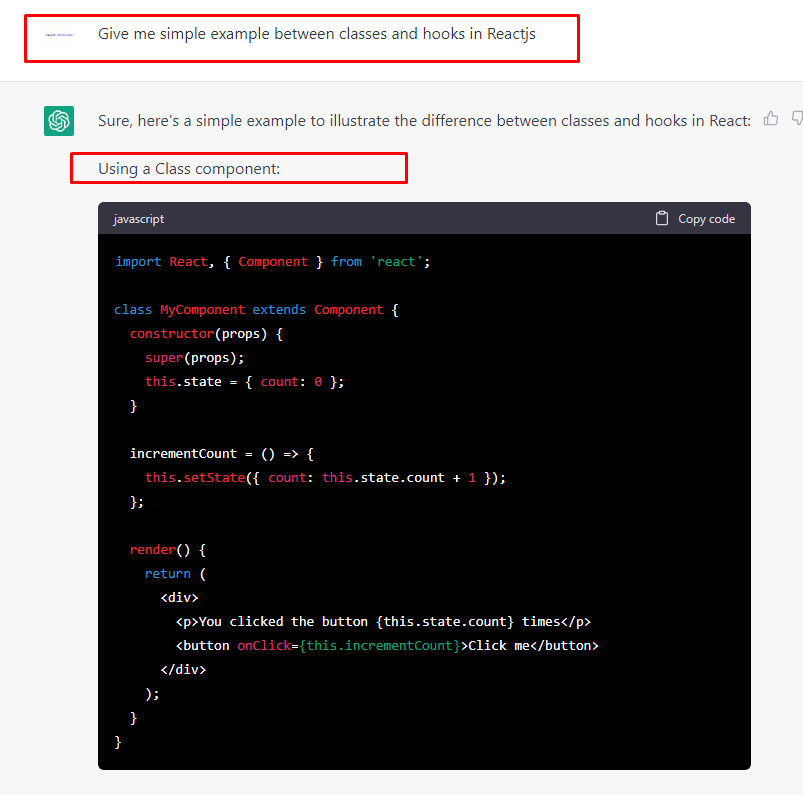 Give me simple example between classes and hooks in Reactjs
Sure, here's a simple example to illustrate the difference between classes and hooks in React:
Using a Class component:
javascript
Copy code
import React, { Component } from 'react';
class MyComponent extends Component {
  constructor(props) {
    super(props);
    this.state = { count: 0 };
  }
  incrementCount = () => {
    this.setState({ count: this.state.count + 1 });
  };
  render() {
    return (
      <div>
        <p>You clicked the button {this.state.count} times</p>
        <button onClick={this.incrementCount}>Click me</button>
      </div>
    );
  }
}